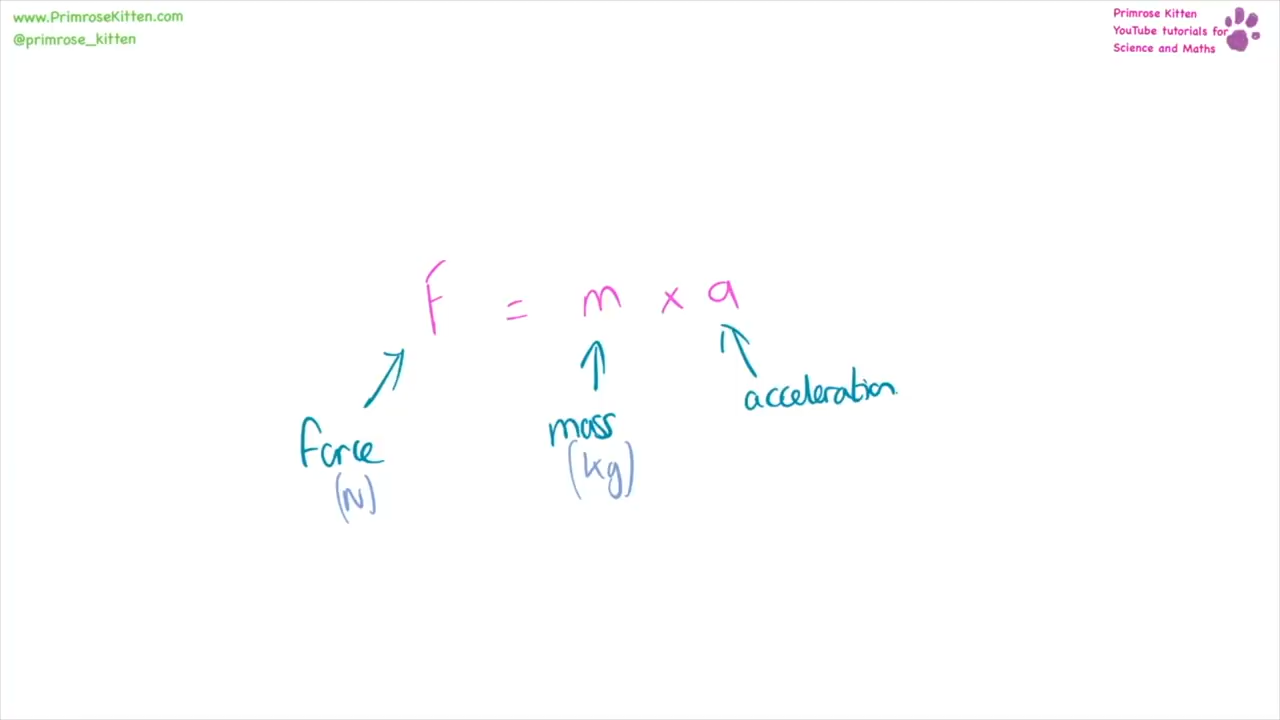 www.PrimroseKitten.com
@primrose_kitten
Primrose Kitten
YouTube tutorials for
Science and Maths
F = m x a
Force
(N)
mass
(kg)
acceleration